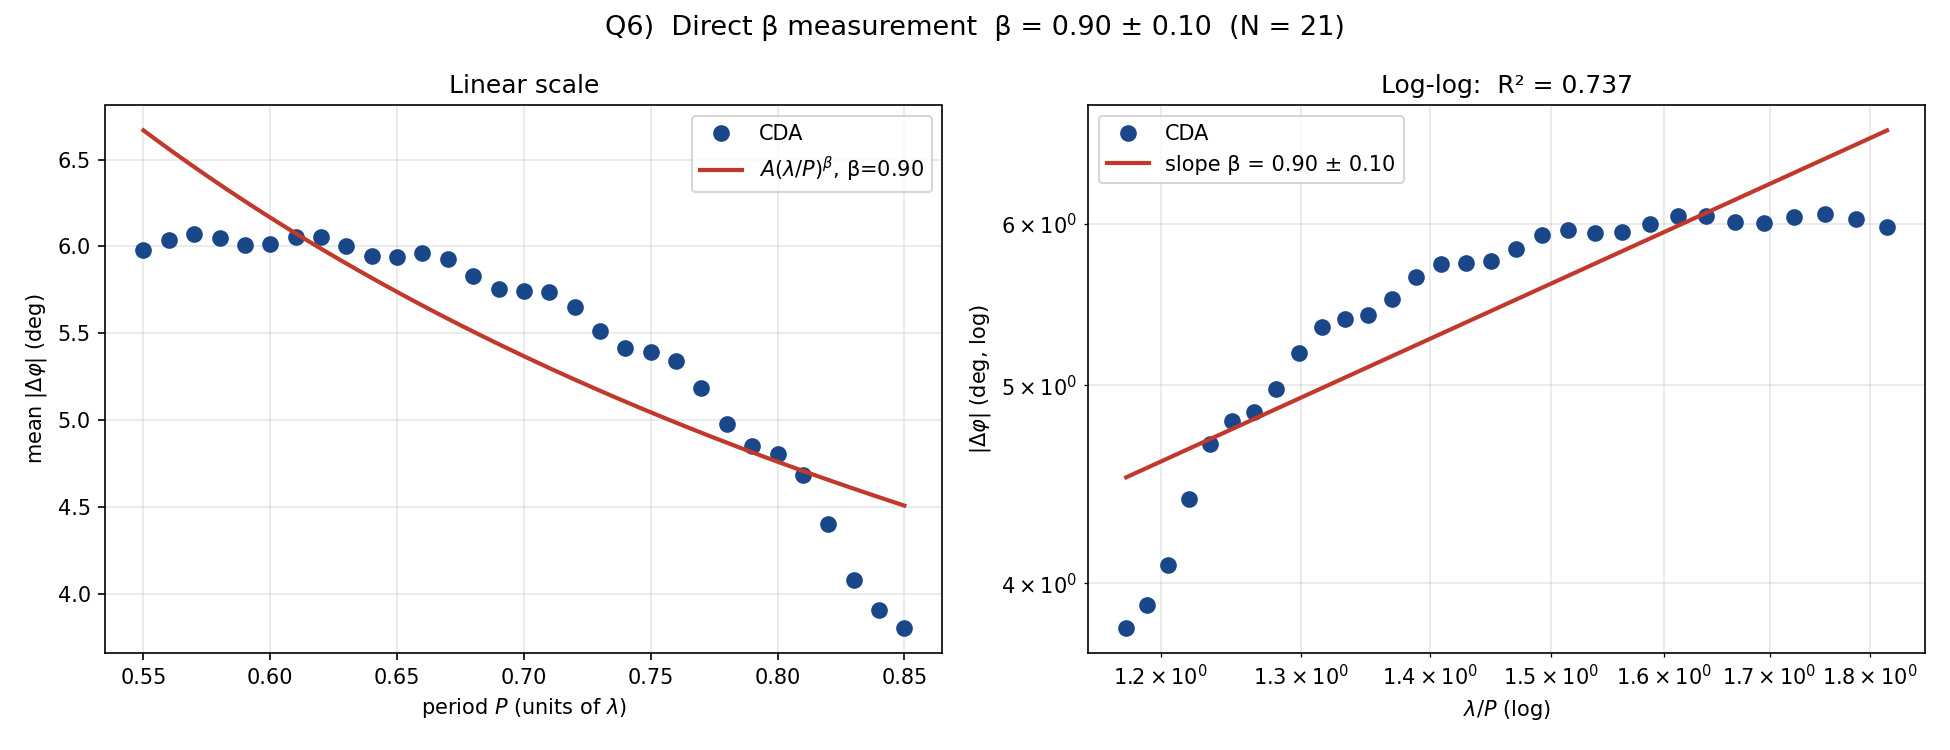 Q6)  Direct β measurement  β = 0.90 ± 0.10  (N = 21)
Linear scale
CDA
A(λ/P)^β, β=0.90
mean |Δφ| (deg)
6.5
6.0
5.5
5.0
4.5
4.0
0.55 0.60 0.65 0.70 0.75 0.80 0.85
period P (units of λ)
Log-log:  R² = 0.737
CDA
slope β = 0.90 ± 0.10
|Δφ| (deg, log)
6 × 10⁰
5 × 10⁰
4 × 10⁰
1.2 × 10⁰ 1.3 × 10⁰ 1.4 × 10⁰ 1.5 × 10⁰ 1.6 × 10⁰ 1.7 × 10⁰ 1.8 × 10⁰
λ/P (log)